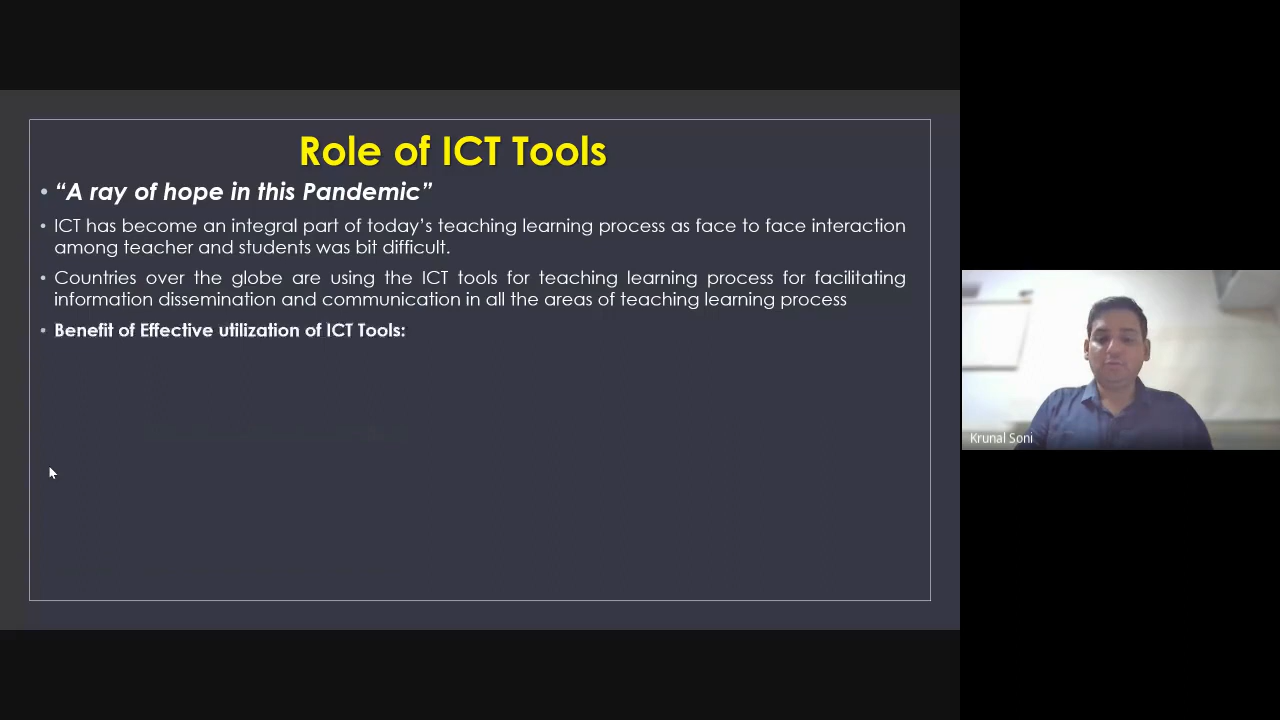 Role of ICT Tools
• “A ray of hope in this Pandemic”
• ICT has become an integral part of today’s teaching learning process as face to face interaction
among teacher and students was bit difficult.
• Countries over the globe are using the ICT tools for teaching learning process for facilitating
information dissemination and communication in all the areas of teaching learning process
• Benefit of Effective utilization of ICT Tools:
Krunal Soni